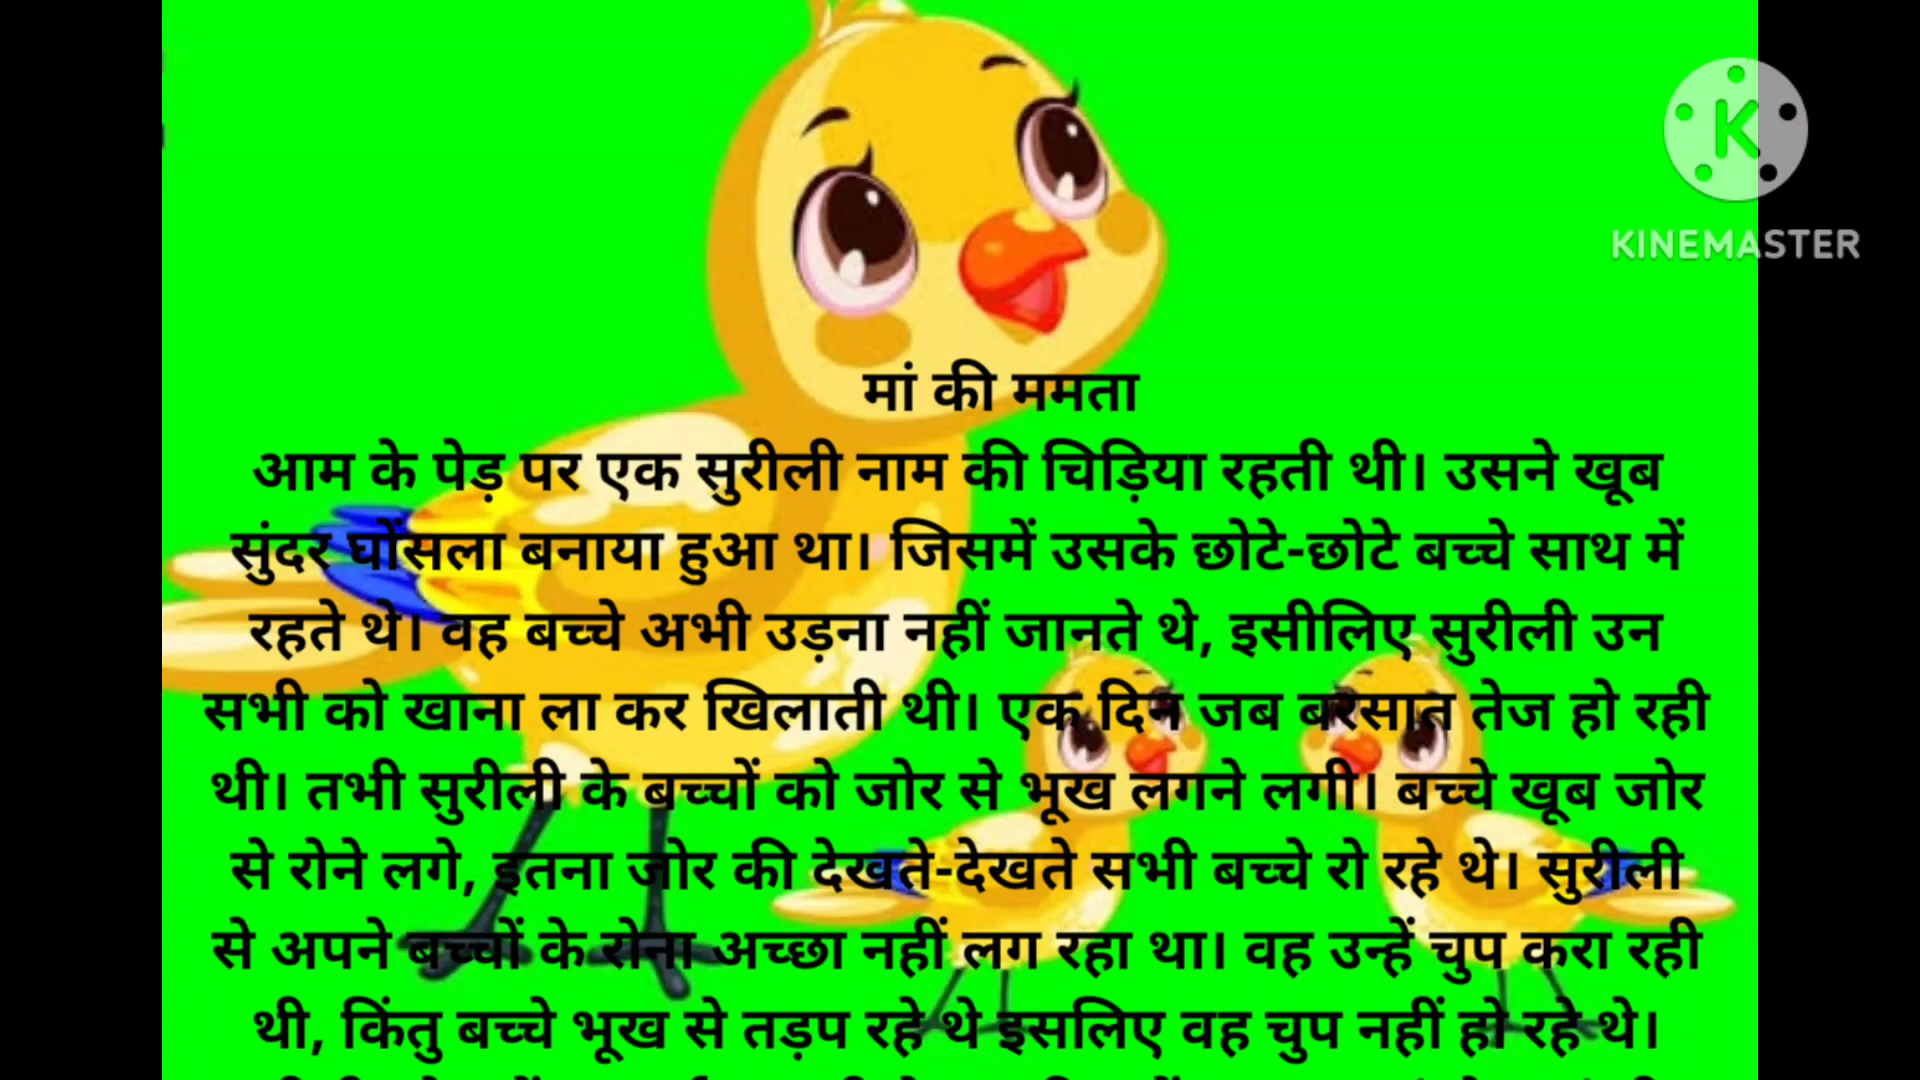 KINEMASTER
मां की ममता
आम के पेड़ पर एक सुरीली नाम की चिड़िया रहती थी। उसने खूब
सुंदर घोंसला बनाया हुआ था। जिसमें उसके छोटे-छोटे बच्चे साथ में
रहते थे। वह बच्चे अभी उड़ना नहीं जानते थे, इसीलिए सुरीली उन
सभी को खाना ला कर खिलाती थी। एक दिन जब बरसात तेज हो रही
थी। तभी सुरीली के बच्चों को जोर से भूख लगने लगी। बच्चे खूब जोर
से रोने लगे, इतना जोर की देखते-देखते सभी बच्चे रो रहे थे। सुरीली
से अपने बच्चों के रोना अच्छा नहीं लग रहा था। वह उन्हें चुप करा रही
थी, किंतु बच्चे भूख से तड़प रहे थे इसलिए वह चुप नहीं हो रहे थे।